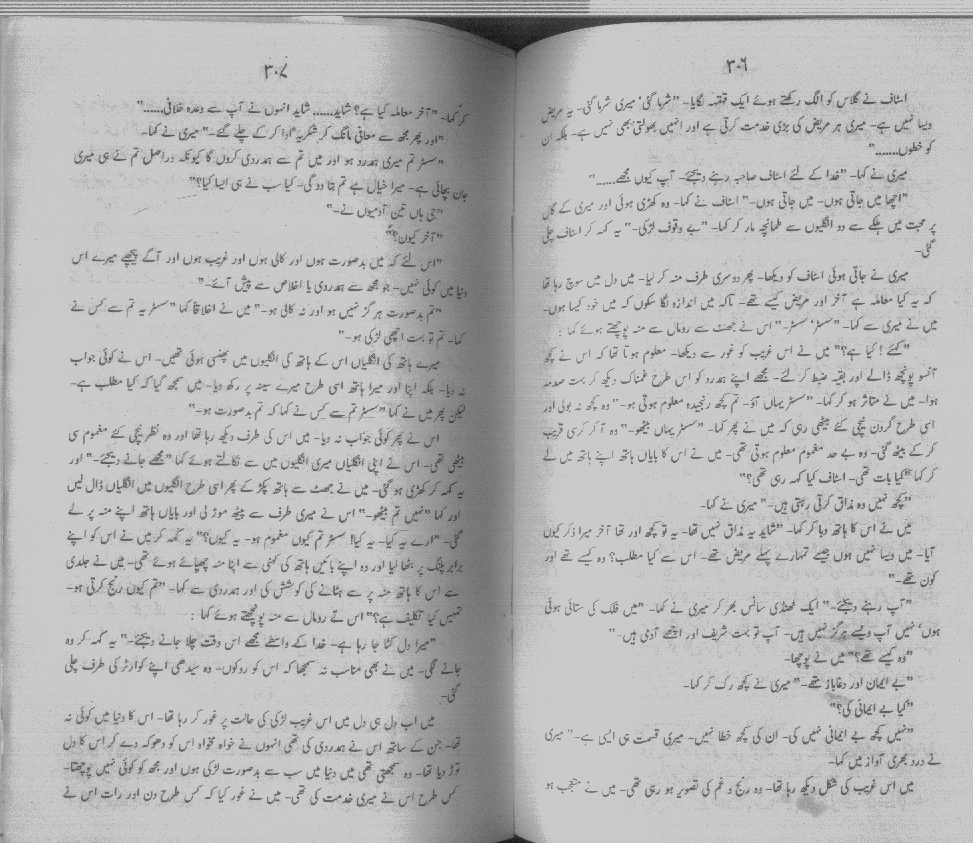 ۳۰۶
اسٹاف نے گلاس کو الگ رکھتے ہوئے ایک قہقہہ لگایا۔ "شرما گئی' میری شرما گئی۔ یہ مریض
ویسا نہیں ہے۔ میری ہر مریض کی بڑی خدمت کرتی ہے اور انہیں بھولتی بھی نہیں ہے۔ بلکہ ان
کو خطوں......."
میری نے کہا۔ "خدا کے لئے اسٹاف صاحبہ رہنے دیجئے۔ آپ کیوں مجھے......"
"اچھا میں جاتی ہوں۔ میں جاتی ہوں۔" اسٹاف نے کہا۔ وہ کھڑی ہوئی اور میری کے گال
پر محبت میں ہلکے سے دو انگلیوں سے طمانچہ مار کر کہا۔ "بے وقوف لڑکی۔" یہ کہہ کر اسٹاف چلی
گئی۔
میری نے جاتی ہوئی اسٹاف کو دیکھا۔ پھر دوسری طرف منہ کر لیا۔ میں دل میں سوچ رہا تھا
کہ یہ کیا معاملہ ہے آخر اور مریض کیسے تھے۔ تاکہ میں اندازہ لگا سکوں کہ میں خود کیسا ہوں۔
میں نے میری سے کہا۔ "سسٹر' سسٹر۔" اس نے جھٹ سے رومال سے منہ پونچھتے ہوئے کہا
"کہئے! کیا ہے؟" میں نے اس غریب کو غور سے دیکھا۔ معلوم ہوتا تھا کہ اس نے کچھ
آنسو پونچھ ڈالے اور بقیہ ضبط کر لئے۔ مجھے اپنے ہمدرد کو اس طرح غمناک دیکھ کر بہت صدمہ
ہوا۔ میں نے متاثر ہو کر کہا۔ "سسٹر یہاں آؤ۔ تم کچھ رنجیدہ معلوم ہوتی ہو۔" وہ کچھ نہ بولی اور
اسی طرح گردن نیچی کئے بیٹھی رہی کہ میں نے پھر کہا۔ "سسٹر یہاں بیٹھو۔" وہ آ کر کرسی قریب
کر کے بیٹھ گئی۔ وہ بے حد مغموم معلوم ہوتی تھی۔ میں نے اس کا بایاں ہاتھ اپنے ہاتھ میں لے
کر کہا "کیا بات تھی۔ اسٹاف کیا کہہ رہی تھی؟"
"کچھ نہیں وہ مذاق کرتی رہتی ہیں۔" میری نے کہا۔
میں نے اس کا ہاتھ دبا کر کہا۔ "شاید یہ مذاق نہیں تھا۔ یہ تو کچھ اور تھا آخر میرا ذکر کیوں
آیا۔ میں ویسا نہیں ہوں جیسے تمہارے پہلے مریض تھے۔ اس سے کیا مطلب؟ وہ کیسے تھے اور
کون تھے۔"
"آپ رہنے دیجئے۔" ایک ٹھنڈی سانس بھر کر میری نے کہا۔ "میں فلک کی ستائی ہوئی
ہوں' نہیں آپ ویسے ہرگز نہیں ہیں۔ آپ تو بہت شریف اور اچھے آدمی ہیں۔"
"وہ کیسے تھے؟" میں نے پوچھا۔
"بے ایمان اور دغاباز تھے۔" میری نے کچھ رک کر کہا۔
"کیا بے ایمانی کی؟"
"نہیں کچھ بے ایمانی نہیں کی۔ ان کی کچھ خطا نہیں۔ میری قسمت ہی ایسی ہے۔" میری
نے درد بھری آواز میں کہا۔
میں اس غریب کی شکل دیکھ رہا تھا۔ وہ رنج و غم کی تصویر ہو رہی تھی۔ میں نے متعجب ہو
۳۰۷
کر کہا۔ "آخر معاملہ کیا ہے؟ شاید...... شاید انہوں نے آپ سے وعدہ خلافی......"
"اور پھر مجھ سے معافی مانگ کر شکریہ ادا کر کے چلے گئے۔" میری نے کہا۔
"سسٹر تم میری ہمدرد ہو اور میں تم سے ہمدردی کروں گا کیونکہ دراصل تم نے ہی میری
جان بچائی ہے۔ میرا خیال ہے تم بتا دو گی۔ کیا سب نے ہی ایسا کیا؟"
"جی ہاں تین آدمیوں نے۔"
"آخر کیوں؟"
"اس لئے کہ میں بدصورت ہوں اور کالی ہوں اور غریب ہوں اور آگے پیچھے میرے اس
دنیا میں کوئی نہیں۔ جو مجھ سے ہمدردی یا اخلاص سے پیش آئے۔"
"تم بدصورت ہرگز نہیں ہو اور نہ کالی ہو۔" میں نے اخلاقا کہا "سسٹر یہ تم سے کس نے
کہا۔ تم تو بہت اچھی لڑکی ہو۔"
میرے ہاتھ کی انگلیاں اس کے ہاتھ کی انگلیوں میں پھنسی ہوئی تھیں۔ اس نے کوئی جواب
نہ دیا۔ بلکہ اپنا اور میرا ہاتھ اسی طرح میرے سینہ پر رکھ دیا۔ میں سمجھ گیا کہ کیا مطلب ہے۔
لیکن پھر میں نے کہا "سسٹر تم سے کس نے کہا کہ تم بدصورت ہو۔"
اس نے پھر کوئی جواب نہ دیا۔ میں اس کی طرف دیکھ رہا تھا اور وہ نظر نیچی کئے مغموم سی
بیٹھی تھی۔ اس نے اپنی انگلیاں میری انگلیوں میں سے نکالتے ہوئے کہا "مجھے جانے دیجئے۔" اور
یہ کہہ کر کھڑی ہو گئی۔ میں نے جھٹ سے ہاتھ پکڑ کے پھر اسی طرح انگلیوں میں انگلیاں ڈال لیں
اور کہا "نہیں تم بیٹھو۔" اس نے میری طرف سے پیٹھ موڑ لی اور بایاں ہاتھ اپنے منہ پر لے
گئی۔ "ارے یہ کیا۔ یہ کیا! سسٹر تم کیوں مغموم ہو۔ یہ کیوں؟" یہ کہہ کر میں نے اس کو اپنے
برابر پلنگ پر بٹھا لیا اور وہ اپنے بائیں ہاتھ کی کہنی سے اپنا منہ چھپائے ہوئے تھی۔ میں نے جلدی
سے اس کا ہاتھ منہ پر سے ہٹانے کی کوشش کی اور ہمدردی سے کہا۔ "تم کیوں رنج کرتی ہو۔
تمہیں کیا تکلیف ہے؟" اس نے رومال سے منہ پونچھتے ہوئے کہا:
"میرا دل کٹا جا رہا ہے۔ خدا کے واسطے مجھے اس وقت چلا جانے دیجئے۔" یہ کہہ کر وہ
جانے لگی۔ میں نے بھی مناسب نہ سمجھا کہ اس کو روکوں۔ وہ سیدھی اپنے کوارٹر کی طرف چلی
گئی۔
میں اب دل ہی دل میں اس غریب لڑکی کی حالت پر غور کر رہا تھا۔ اس کا دنیا میں کوئی نہ
تھا۔ جن کے ساتھ اس نے ہمدردی کی تھی انہوں نے خواہ مخواہ اس کو دھوکہ دے کر اس کا دل
توڑ دیا تھا۔ وہ سمجھتی تھی میں دنیا میں سب سے بدصورت لڑکی ہوں اور مجھ کو کوئی نہیں پوچھتا۔
کس طرح اس نے میری خدمت کی تھی۔ میں نے غور کیا کہ کس طرح دن اور رات اس نے